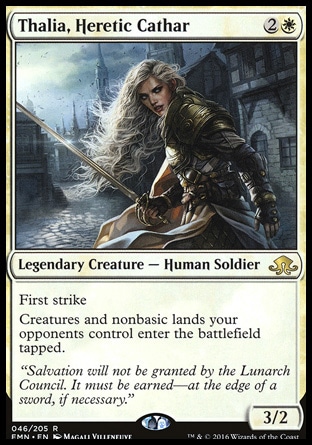 Thalia, Heretic Cathar 2
Legendary Creature — Human Soldier
First strike
Creatures and nonbasic lands your
opponents control enter the battlefield
tapped.
“Salvation will not be granted by the Lunarch
Council. It must be earned—at the edge of
a sword, if necessary.”
046/205 R
EMN • EN Magali Villeneuve
3/2
™ & © 2016 Wizards of the Coast